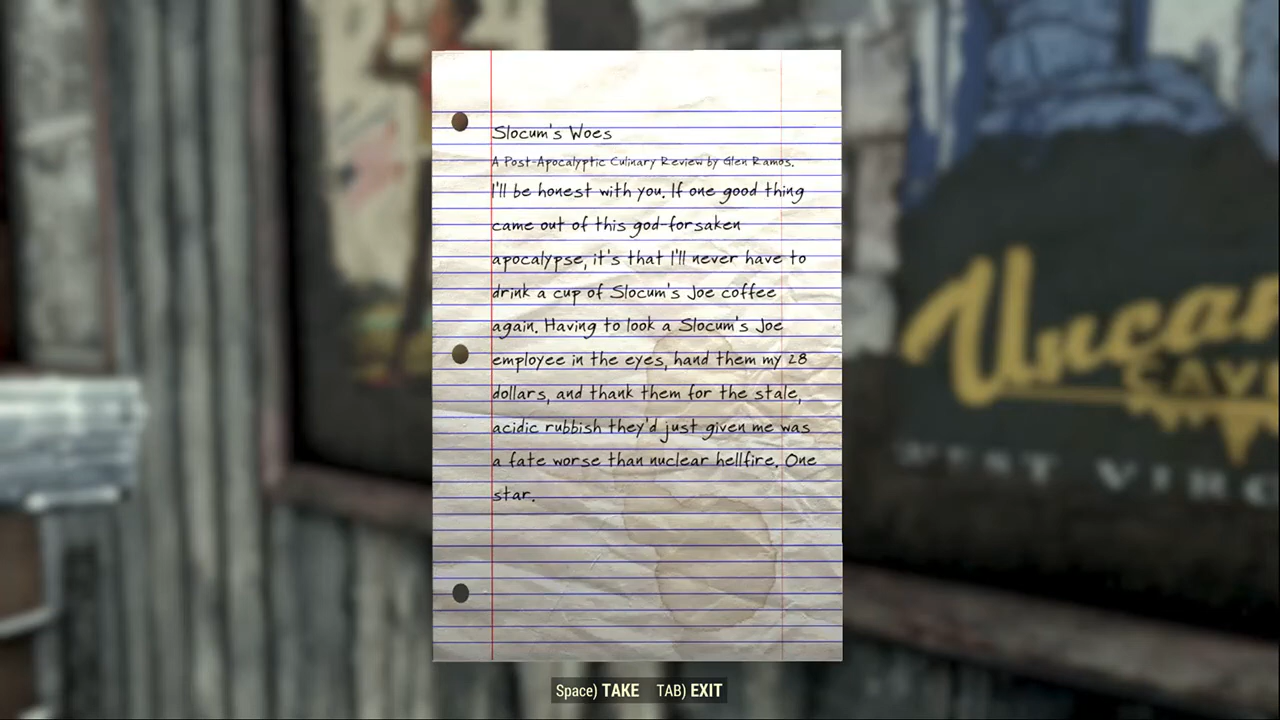 Slocum's Woes
A Post-Apocalyptic Culinary Review by Glen Ramos.
I'll be honest with you. If one good thing
came out of this god-forsaken
apocalypse, it's that I'll never have to
drink a cup of Slocum's Joe coffee
again. Having to look a Slocum's Joe
employee in the eyes, hand them my 28
dollars, and thank them for the stale,
acidic rubbish they'd just given me was
a fate worse than nuclear hellfire. One
star.
Uncan
CAVE
WEST VIRG
Space) TAKE TAB) EXIT